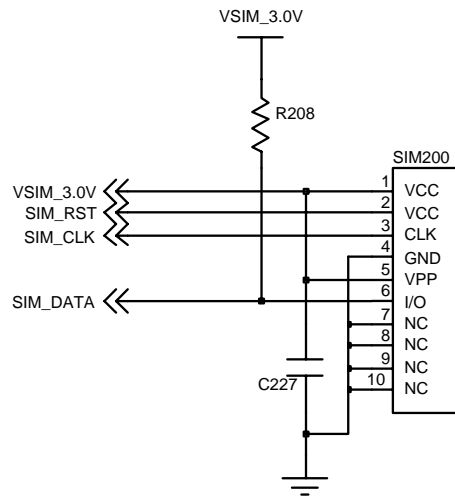 VSIM_3.0V
R208
SIM200
VSIM_3.0V 1 VCC
SIM_RST 2 VCC
SIM_CLK 3 CLK
4 GND
5 VPP
SIM_DATA 6 I/O
7 NC
8 NC
9 NC
10 NC
C227